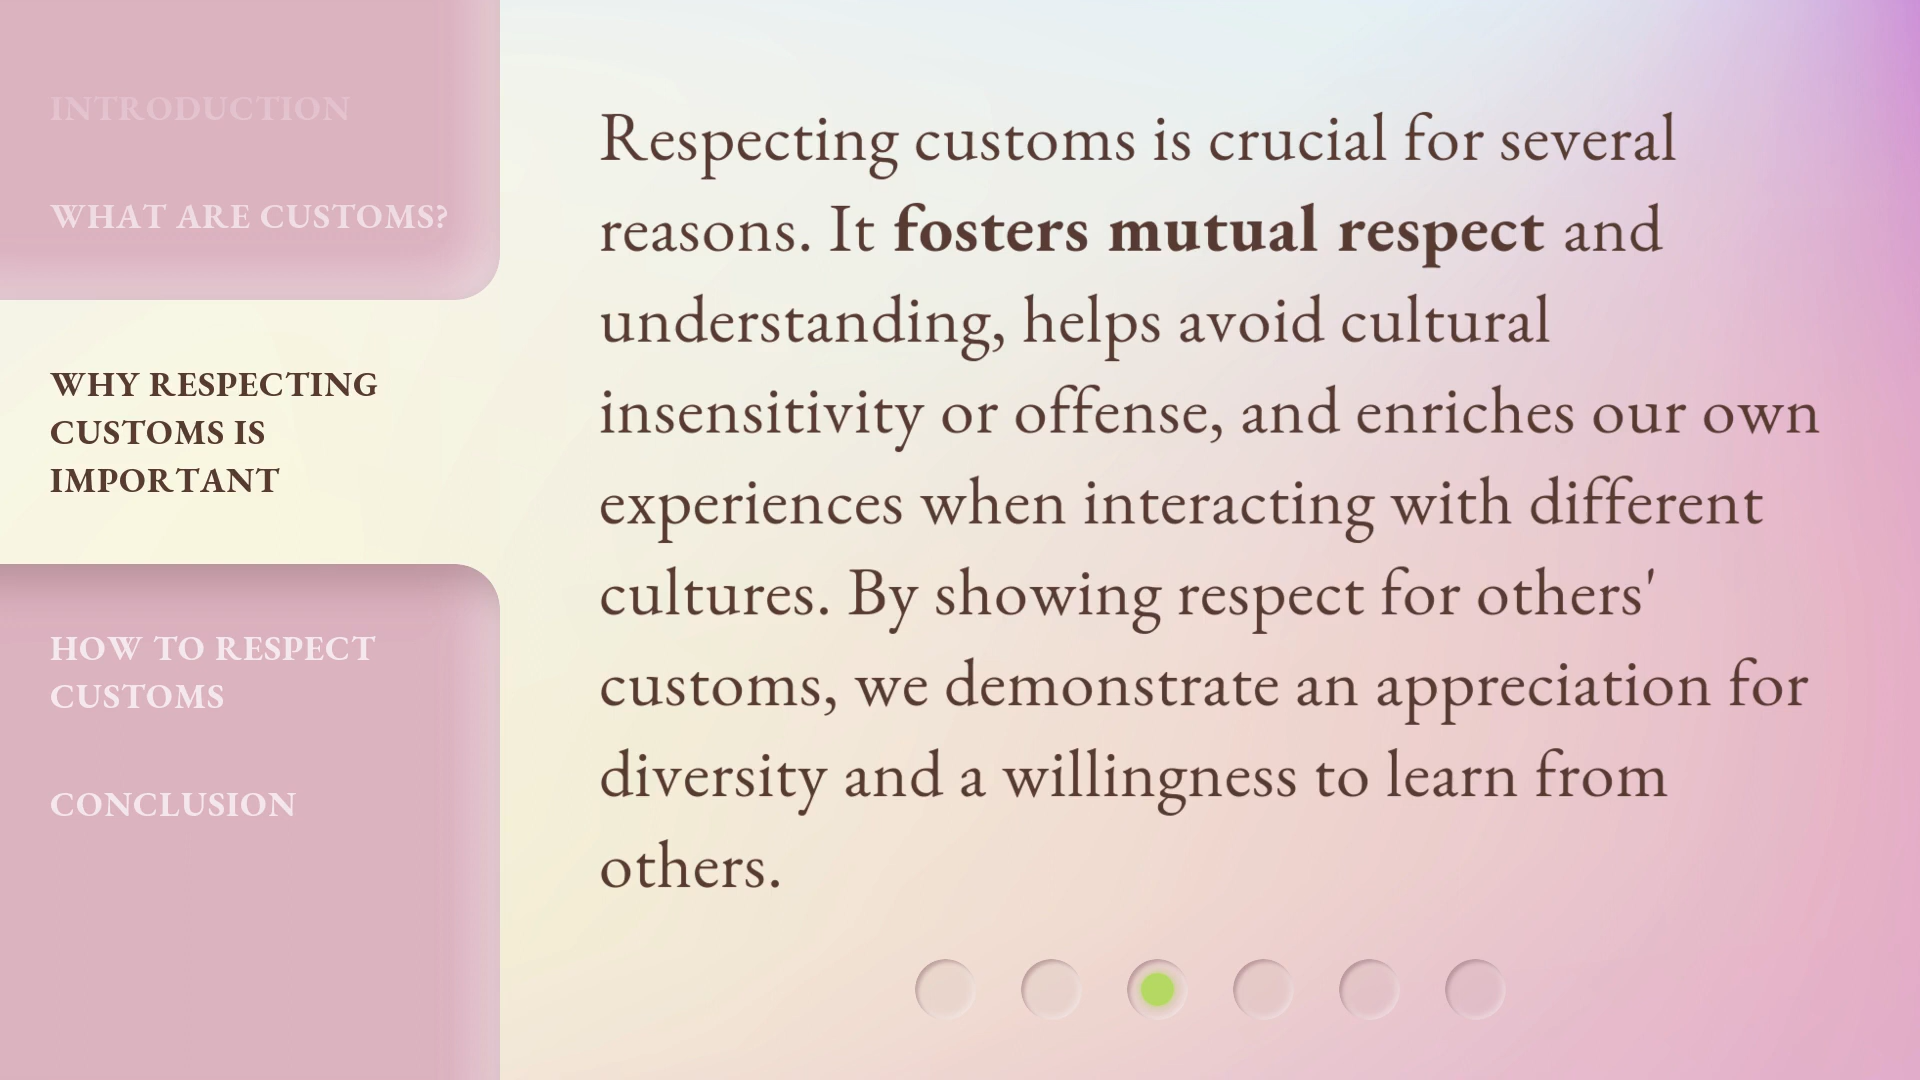 INTRODUCTION
WHAT ARE CUSTOMS?
WHY RESPECTING
CUSTOMS IS
IMPORTANT
HOW TO RESPECT
CUSTOMS
CONCLUSION
Respecting customs is crucial for several
reasons. It fosters mutual respect and
understanding, helps avoid cultural
insensitivity or offense, and enriches our own
experiences when interacting with different
cultures. By showing respect for others'
customs, we demonstrate an appreciation for
diversity and a willingness to learn from
others.